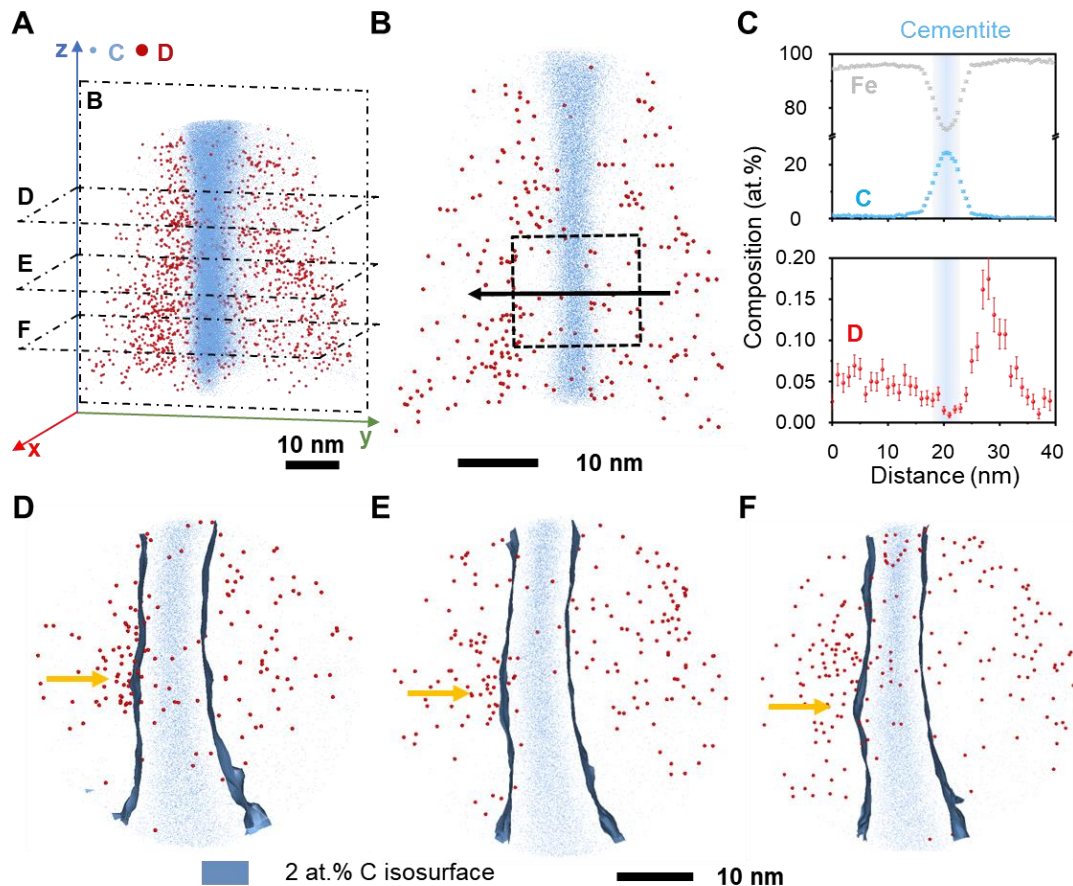 A
z C D
B
D
E
F
x
y
10 nm
B
10 nm
C
Cementite
Composition (at.%)
100
Fe
80
20
C
0
0.20
0.15
0.10
D
0.05
0.00
0 10 20 30 40
Distance (nm)
D
E
F
2 at.% C isosurface
10 nm